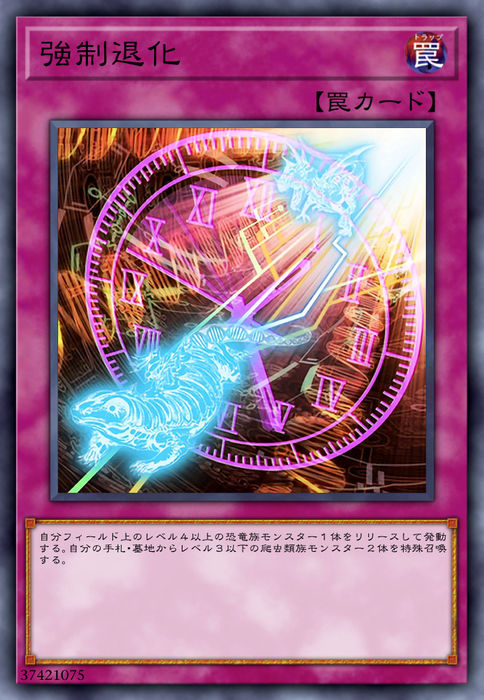 強制退化
トラップ
罠
【罠カード】
自分フィールド上のレベル４以上の恐竜族モンスター１体をリリースして発動
する。自分の手札・墓地からレベル３以下の爬虫類族モンスター２体を特殊召喚
する。
37421075